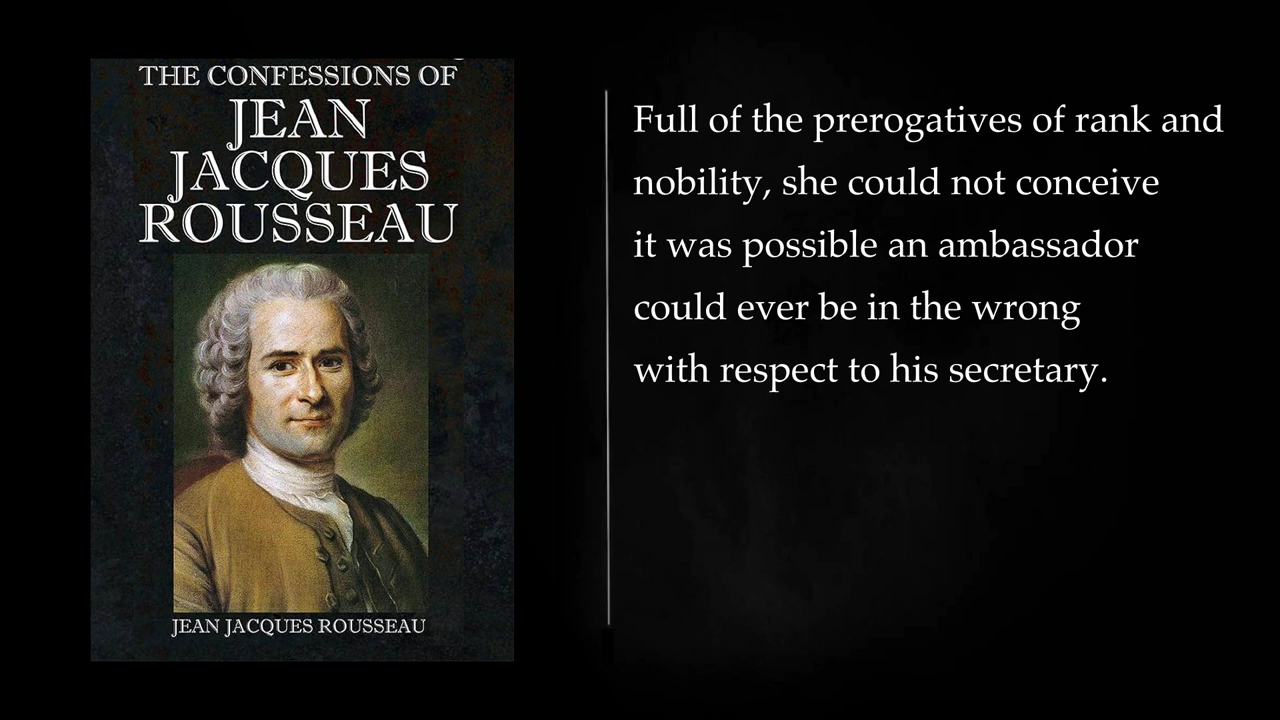 THE CONFESSIONS OF
JEAN
JACQUES
ROUSSEAU
JEAN JACQUES ROUSSEAU
Full of the prerogatives of rank and
nobility, she could not conceive
it was possible an ambassador
could ever be in the wrong
with respect to his secretary.